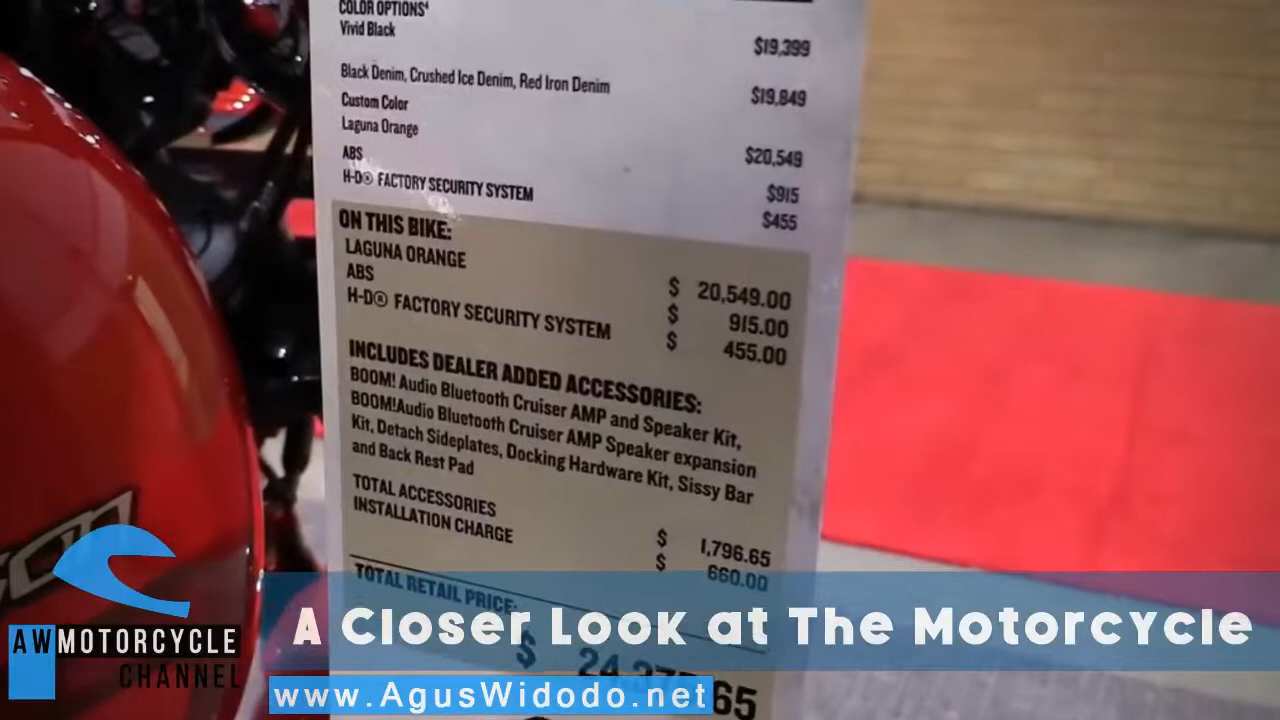 COLOR OPTIONS⁴
Vivid Black $19,399
Black Denim, Crushed Ice Denim, Red Iron Denim $19,849
Custom Color
Laguna Orange $20,549
ABS $915
H-D® FACTORY SECURITY SYSTEM $455
ON THIS BIKE:
LAGUNA ORANGE $ 20,549.00
ABS $ 915.00
H-D® FACTORY SECURITY SYSTEM $ 455.00
INCLUDES DEALER ADDED ACCESSORIES:
BOOM! Audio Bluetooth Cruiser AMP and Speaker Kit,
BOOM!Audio Bluetooth Cruiser AMP Speaker expansion
Kit, Detach Sideplates, Docking Hardware Kit, Sissy Bar
and Back Rest Pad
TOTAL ACCESSORIES $ 1,796.65
INSTALLATION CHARGE $ 660.00
TOTAL RETAIL PRICE:
$
A Closer Look at The Motorcycle
AWMOTORCYCLE
CHANNEL
www.AgusWidodo.net